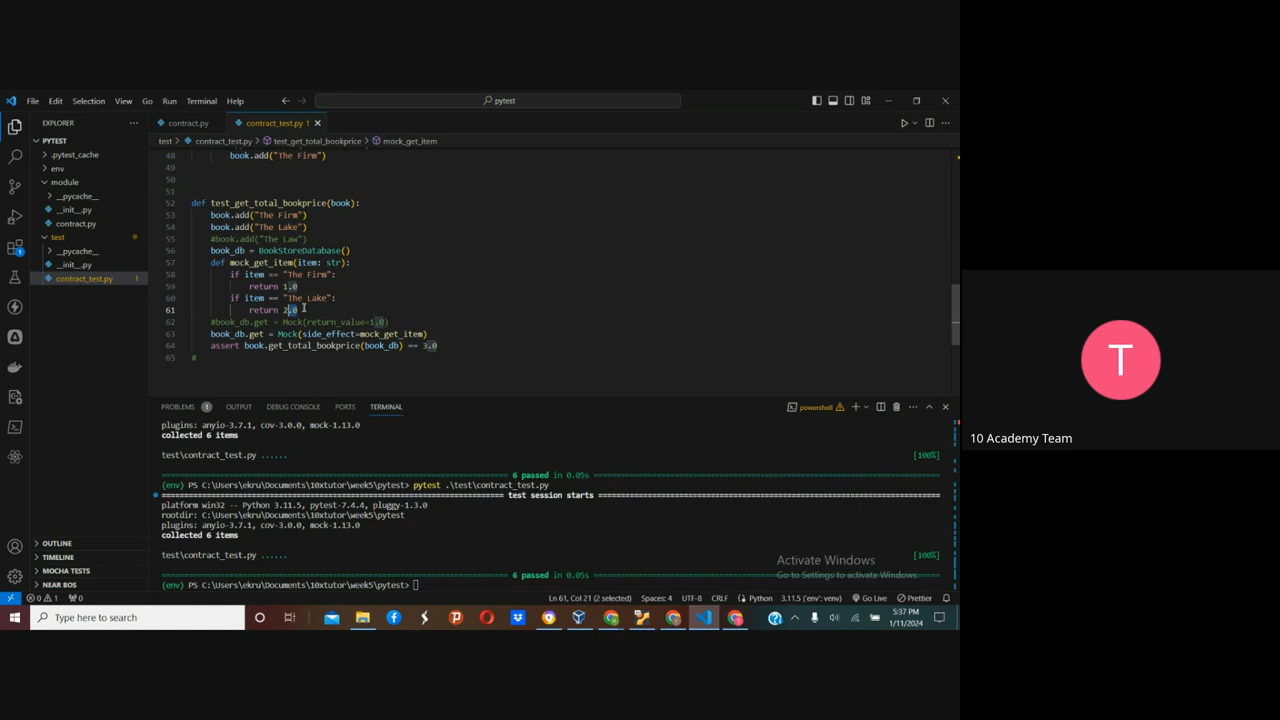 File Edit Selection View Go Run Terminal Help
pytest
EXPLORER
contract.py
contract_test.py 1
test > contract_test.py > test_get_total_bookprice > mock_get_item
PYTEST
.pytest_cache
env
module
__pycache__
__init__.py
contract.py
test
__pycache__
__init__.py
contract_test.py 1
OUTLINE
TIMELINE
MOCHA TESTS
NEAR BOS
48 book.add("The Firm")
49
50
51
52 def test_get_total_bookprice(book):
53 book.add("The Firm")
54 book.add("The Lake")
55 #book.add("The Law")
56 book_db = BookStoreDatabase()
57 def mock_get_item(item: str):
58 if item == "The Firm":
59 return 1.0
60 if item == "The Lake":
61 return 2.0
62 #book_db.get = Mock(return_value=1.0)
63 book_db.get = Mock(side_effect=mock_get_item)
64 assert book.get_total_bookprice(book_db) == 3.0
65 #
PROBLEMS 1 OUTPUT DEBUG CONSOLE PORTS TERMINAL
powershell
plugins: anyio-3.7.1, cov-3.0.0, mock-1.13.0
collected 6 items
test\contract_test.py ...... [100%]
6 passed in 0.05s
(env) PS C:\Users\ekru\Documents\10xtutor\week5\pytest> pytest .\test\contract_test.py
test session starts
platform win32 -- Python 3.11.5, pytest-7.4.4, pluggy-1.3.0
rootdir: C:\Users\ekru\Documents\10xtutor\week5\pytest
plugins: anyio-3.7.1, cov-3.0.0, mock-1.13.0
collected 6 items
test\contract_test.py ...... [100%]
6 passed in 0.05s
(env) PS C:\Users\ekru\Documents\10xtutor\week5\pytest>
Activate Windows
Go to Settings to activate Windows.
0 1 0 Ln 61, Col 21 (2 selected) Spaces: 4 UTF-8 CRLF Python 3.11.5 ('env': venv) Go Live Prettier
Type here to search
5:37 PM
1/11/2024
T
10 Academy Team